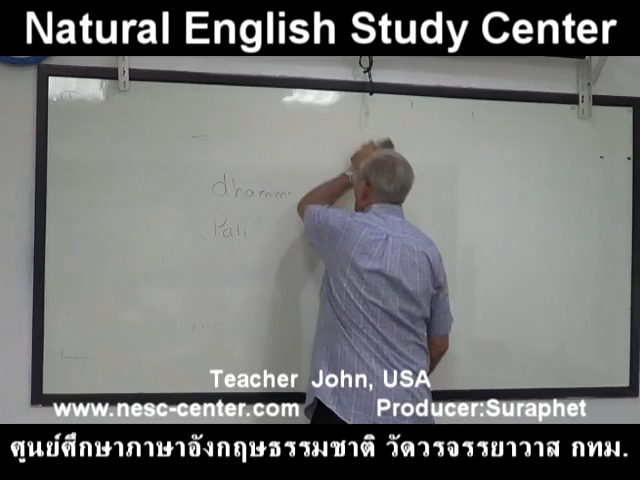 Natural English Study Center
dhamma
Pali
Teacher John, USA
www.nesc-center.com Producer:Suraphet
ศูนย์ศึกษาภาษาอังกฤษธรรมชาติ วัดวรจรรยาวาส กทม.